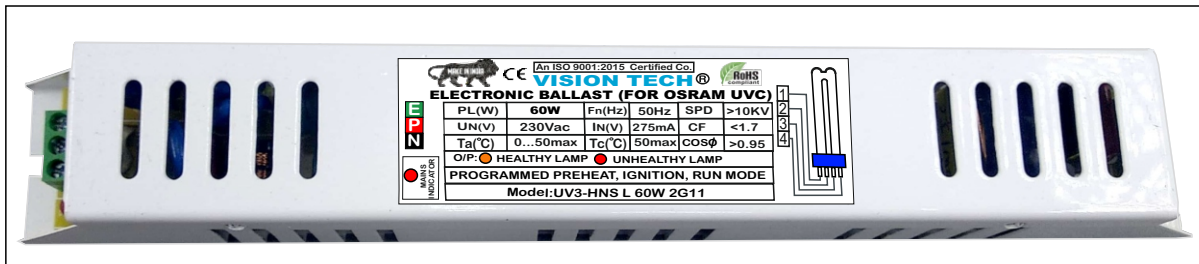 MAKE IN INDIA
CE An ISO 9001:2015 Certified Co.
VISION TECH®
RoHS
compliant
ELECTRONIC BALLAST (FOR OSRAM UVC)
E
P
N
PL(W) 60W Fn(Hz) 50Hz SPD >10KV
UN(V) 230Vac IN(V) 275mA CF <1.7
Ta(°C) 0...50max Tc(°C) 50max COSϕ >0.95
1
2
3
4
O/P: HEALTHY LAMP UNHEALTHY LAMP
MAINS
INDICATOR
PROGRAMMED PREHEAT, IGNITION, RUN MODE
Model:UV3-HNS L 60W 2G11